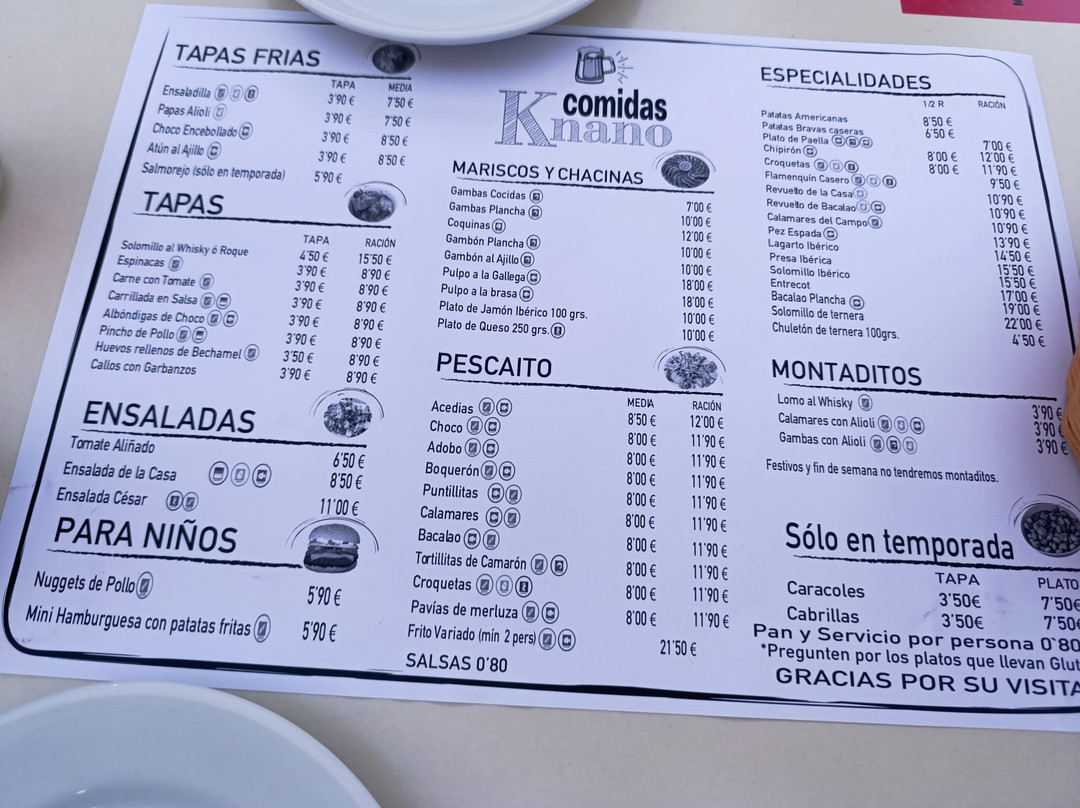 TAPAS FRIAS
TAPA MEDIA
Ensaladilla 3'90 € 7'50 €
Papas Alioli 3'90 € 7'50 €
Choco Encebollado 3'90 € 8'50 €
Atún al Ajillo 3'90 € 8'50 €
Salmorejo (sólo en temporada) 5'90 €
TAPAS
TAPA RACIÓN
Solomillo al Whisky ó Roque 4'50 € 15'50 €
Espinacas 3'90 € 8'90 €
Carne con Tomate 3'90 € 8'90 €
Carrillada en Salsa 3'90 € 8'90 €
Albóndigas de Choco 3'90 € 8'90 €
Pincho de Pollo 3'90 € 8'90 €
Huevos rellenos de Bechamel 3'50 € 8'90 €
Callos con Garbanzos 3'90 € 8'90 €
ENSALADAS
Tomate Aliñado 6'50 €
Ensalada de la Casa 8'50 €
Ensalada César 11'00 €
PARA NIÑOS
Nuggets de Pollo 5'90 €
Mini Hamburguesa con patatas fritas 5'90 €
comidas
Knano
MARISCOS Y CHACINAS
Gambas Cocidas 7'00 €
Gambas Plancha 10'00 €
Coquinas 12'00 €
Gambón Plancha 10'00 €
Gambón al Ajillo 10'00 €
Pulpo a la Gallega 18'00 €
Pulpo a la brasa 18'00 €
Plato de Jamón Ibérico 100 grs. 10'00 €
Plato de Queso 250 grs. 10'00 €
PESCAITO
MEDIA RACIÓN
Acedias 8'50 € 12'00 €
Choco 8'00 € 11'90 €
Adobo 8'00 € 11'90 €
Boquerón 8'00 € 11'90 €
Puntillitas 8'00 € 11'90 €
Calamares 8'00 € 11'90 €
Bacalao 8'00 € 11'90 €
Tortillitas de Camarón 8'00 € 11'90 €
Croquetas 8'00 € 11'90 €
Pavías de merluza 8'00 € 11'90 €
Frito Variado (mín 2 pers) 21'50 €
SALSAS 0'80
ESPECIALIDADES
1/2 R RACIÓN
Patatas Americanas 8'50 €
Patatas Bravas caseras 6'50 €
Plato de Paella 7'00 €
Chipirón 8'00 € 12'00 €
Croquetas 8'00 € 11'90 €
Flamenquín Casero 9'50 €
Revuelto de la Casa 10'90 €
Revuelto de Bacalao 10'90 €
Calamares del Campo 10'90 €
Pez Espada 13'90 €
Lagarto Ibérico 14'50 €
Presa Ibérica 15'50 €
Solomillo Ibérico 15'50 €
Entrecot 17'00 €
Bacalao Plancha 19'00 €
Solomillo de ternera 22'00 €
Chuletón de ternera 100grs. 4'50 €
MONTADITOS
Lomo al Whisky 3'90 €
Calamares con Alioli 3'90 €
Gambas con Alioli 3'90 €
Festivos y fin de semana no tendremos montaditos.
Sólo en temporada
TAPA PLATO
Caracoles 3'50€ 7'50€
Cabrillas 3'50€ 7'50€
Pan y Servicio por persona 0`80
*Pregunten por los platos que llevan Glut
GRACIAS POR SU VISITA